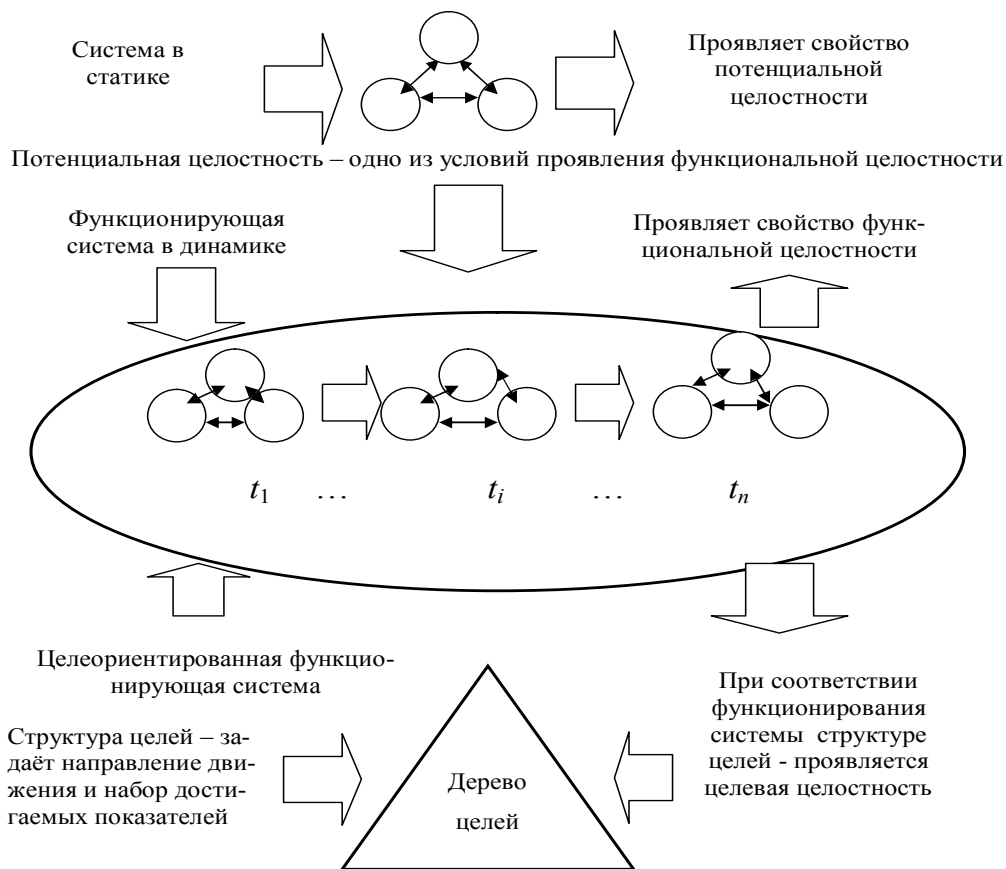 Система в
статике
Проявляет свойство
потенциальной
целостности
Потенциальная целостность – одно из условий проявления функциональной целостности
Функционирующая
система в динамике
Проявляет свойство функ-
циональной целостности
t1 … ti … tn
Целеориентированная функцио-
нирующая система
Структура целей – за-
даёт направление дви-
жения и набор дости-
гаемых показателей
Дерево
целей
При соответствии
функционирования
системы структуре
целей - проявляется
целевая целостность